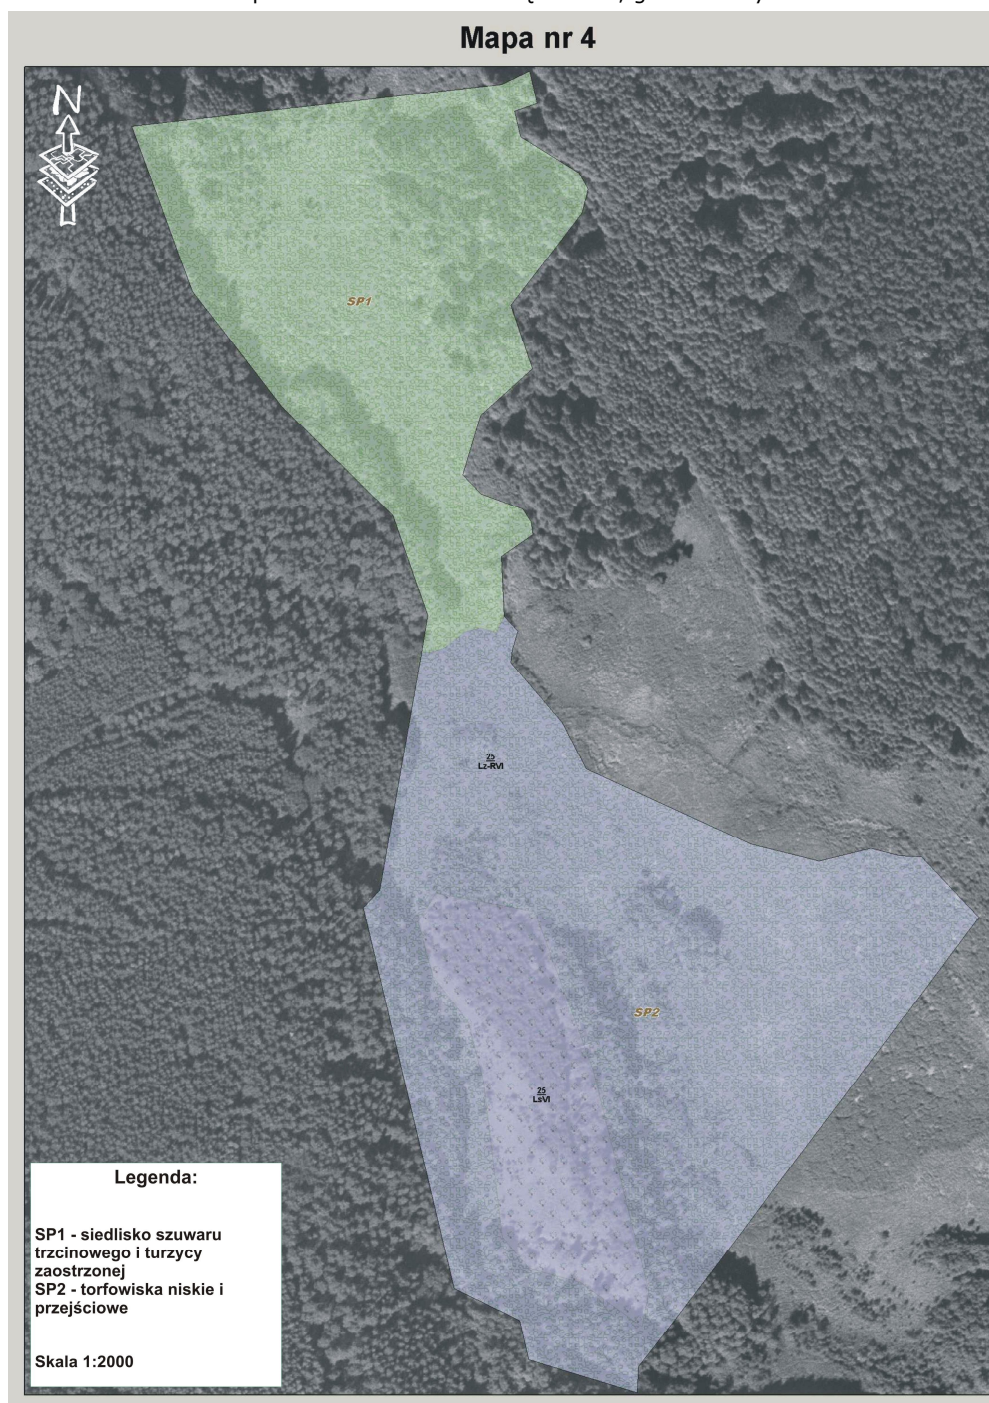 Mapa nr 4
N
SP1
25
Lz-RVI
SP2
25
LsVI
Legenda:
SP1 - siedlisko szuwaru
trzcinowego i turzycy
zaostrzonej
SP2 - torfowiska niskie i
przejściowe
Skala 1:2000